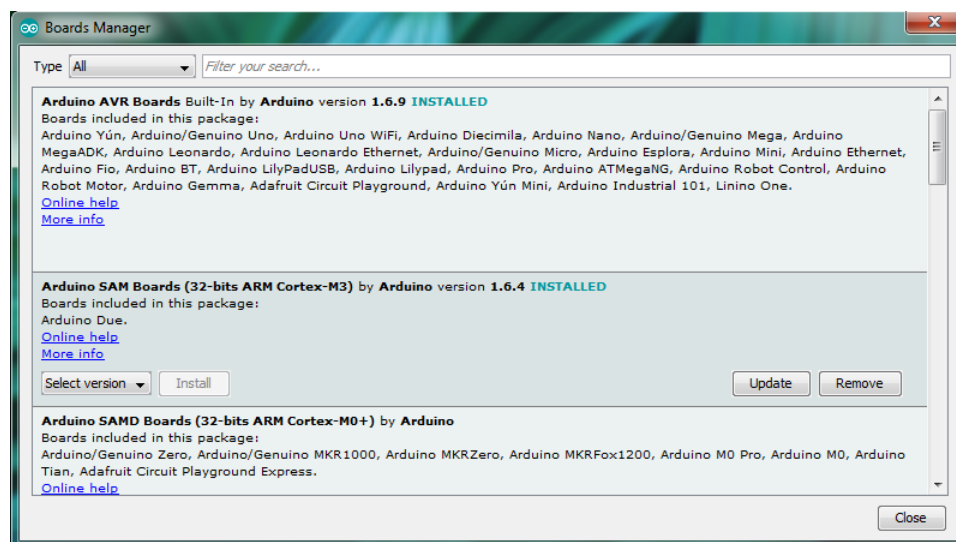 Boards Manager
Type All Filter your search...
Arduino AVR Boards Built-In by Arduino version 1.6.9 INSTALLED
Boards included in this package:
Arduino Yún, Arduino/Genuino Uno, Arduino Uno WiFi, Arduino Diecimila, Arduino Nano, Arduino/Genuino Mega, Arduino
MegaADK, Arduino Leonardo, Arduino Leonardo Ethernet, Arduino/Genuino Micro, Arduino Esplora, Arduino Mini, Arduino Ethernet,
Arduino Fio, Arduino BT, Arduino LilyPadUSB, Arduino Lilypad, Arduino Pro, Arduino ATMegaNG, Arduino Robot Control, Arduino
Robot Motor, Arduino Gemma, Adafruit Circuit Playground, Arduino Yún Mini, Arduino Industrial 101, Linino One.
Online help
More info
Arduino SAM Boards (32-bits ARM Cortex-M3) by Arduino version 1.6.4 INSTALLED
Boards included in this package:
Arduino Due.
Online help
More info
Select version Install Update Remove
Arduino SAMD Boards (32-bits ARM Cortex-M0+) by Arduino
Boards included in this package:
Arduino/Genuino Zero, Arduino/Genuino MKR1000, Arduino MKRZero, Arduino MKRFox1200, Arduino M0 Pro, Arduino M0, Arduino
Tian, Adafruit Circuit Playground Express.
Online help
Close